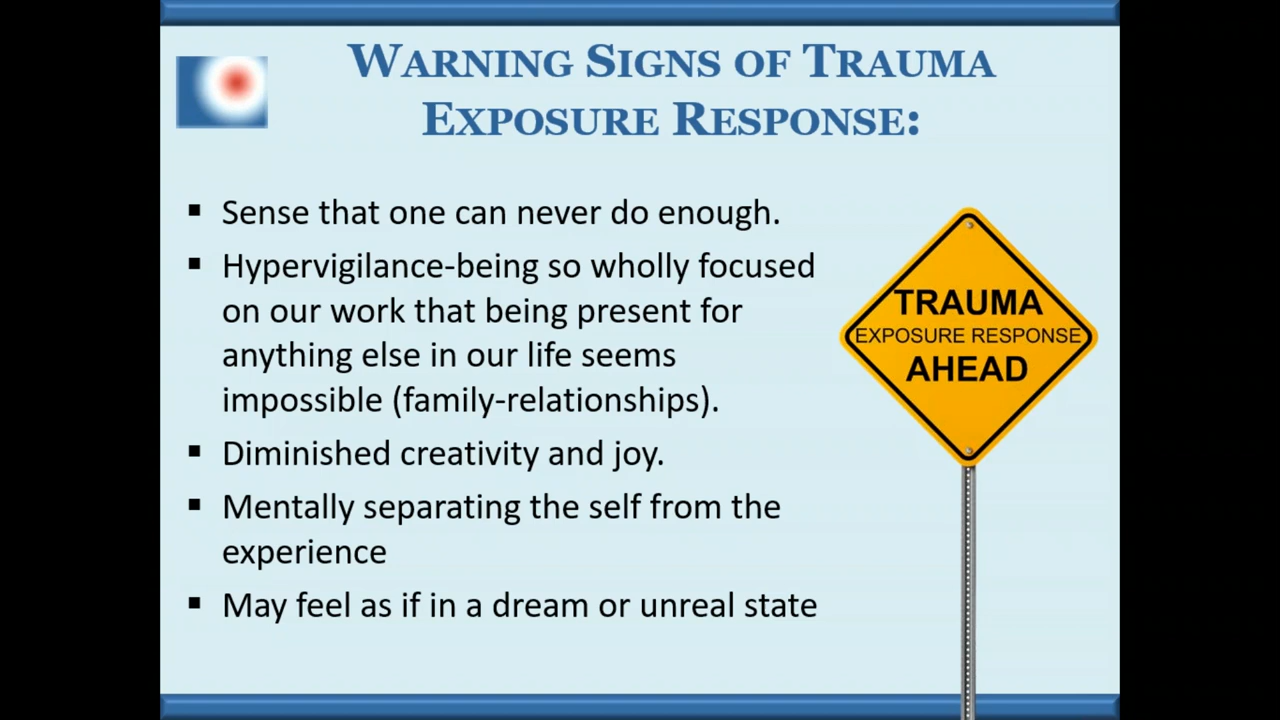 WARNING SIGNS OF TRAUMA
EXPOSURE RESPONSE:
▪ Sense that one can never do enough.
▪ Hypervigilance-being so wholly focused
on our work that being present for
anything else in our life seems
impossible (family-relationships).
▪ Diminished creativity and joy.
▪ Mentally separating the self from the
experience
▪ May feel as if in a dream or unreal state
TRAUMA
EXPOSURE RESPONSE
AHEAD